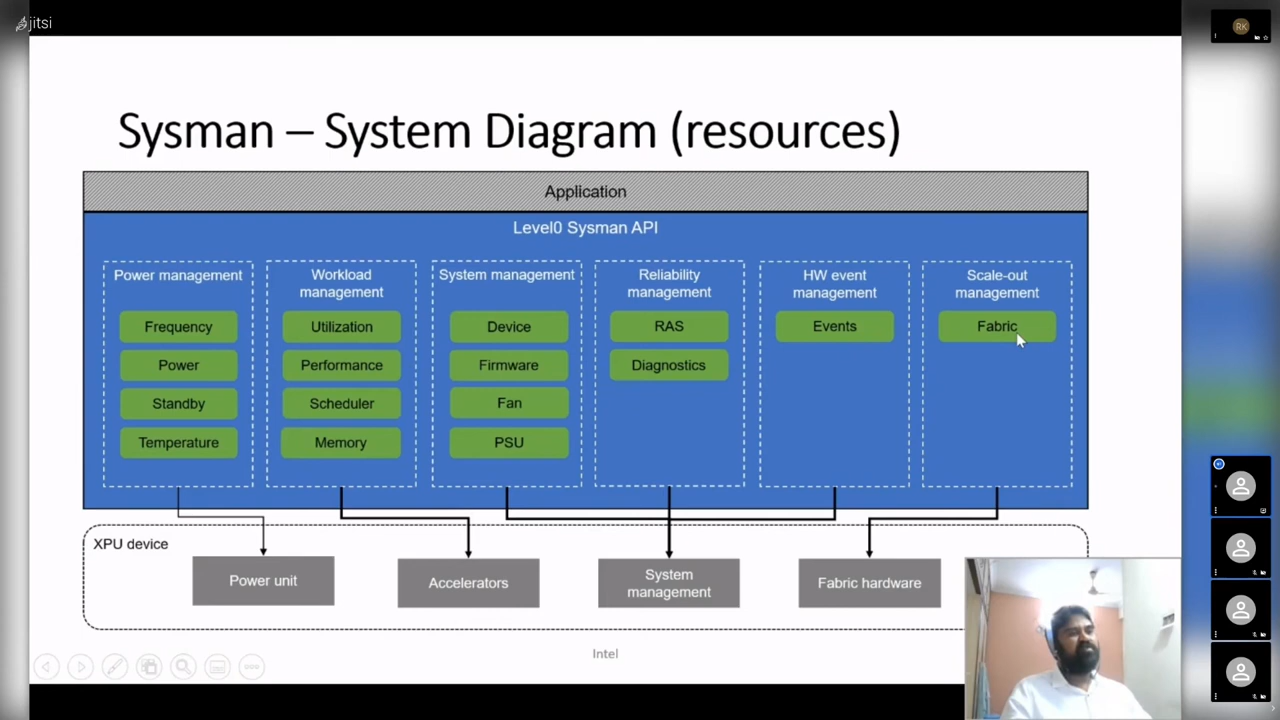 jitsi
RK
Sysman – System Diagram (resources)
Application
Level0 Sysman API
Power management
Frequency
Power
Standby
Temperature
Workload
management
Utilization
Performance
Scheduler
Memory
System management
Device
Firmware
Fan
PSU
Reliability
management
RAS
Diagnostics
HW event
management
Events
Scale-out
management
Fabric
XPU device
Power unit
Accelerators
System
management
Fabric hardware
Intel